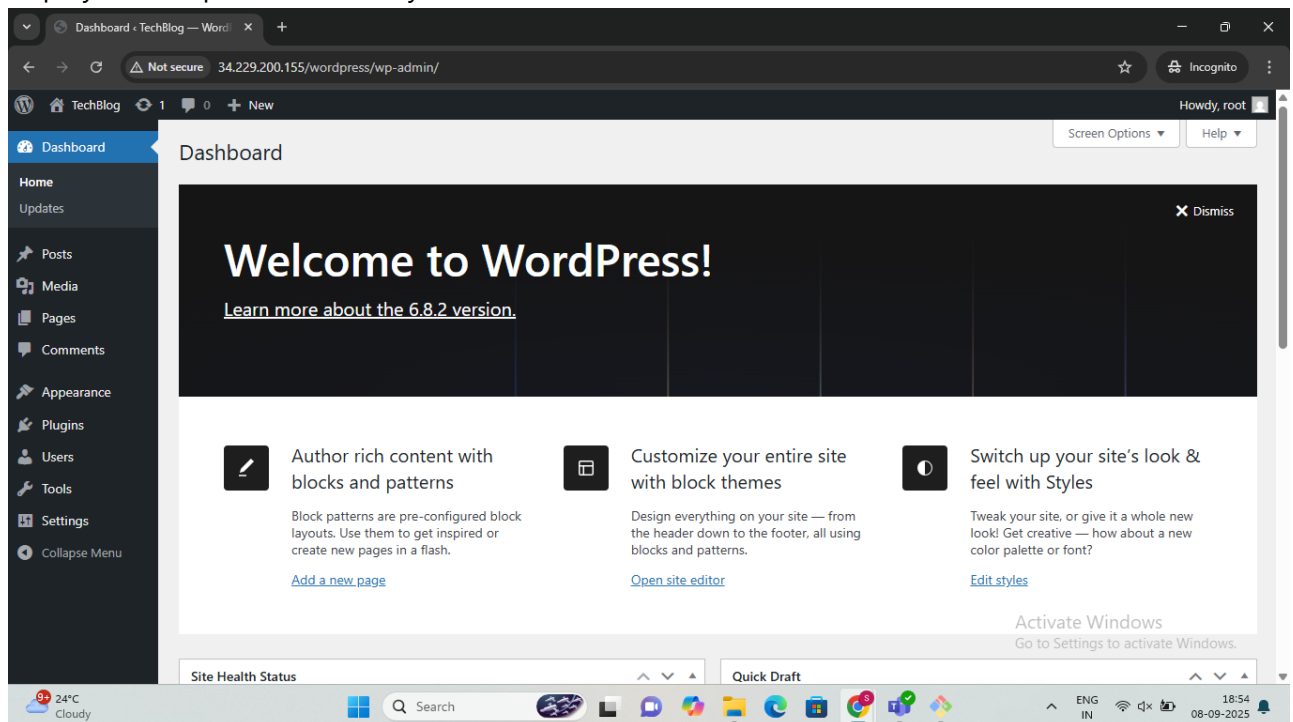 Dashboard ‹ TechBlog — Word
Not secure 34.229.200.155/wordpress/wp-admin/ Incognito
TechBlog 1 0 + New Howdy, root
Screen Options ▼ Help ▼
Dashboard
Home
Updates
Posts
Media
Pages
Comments
Appearance
Plugins
Users
Tools
Settings
Collapse Menu
Dashboard
Dismiss
Welcome to WordPress!
Learn more about the 6.8.2 version.
Author rich content with
blocks and patterns
Block patterns are pre-configured block
layouts. Use them to get inspired or
create new pages in a flash.
Add a new page
Customize your entire site
with block themes
Design everything on your site — from
the header down to the footer, all using
blocks and patterns.
Open site editor
Switch up your site's look &
feel with Styles
Tweak your site, or give it a whole new
look! Get creative — how about a new
color palette or font?
Edit styles
Activate Windows
Go to Settings to activate Windows.
Site Health Status
Quick Draft
9+
24°C
Cloudy
Search
ENG
IN
18:54
08-09-2025